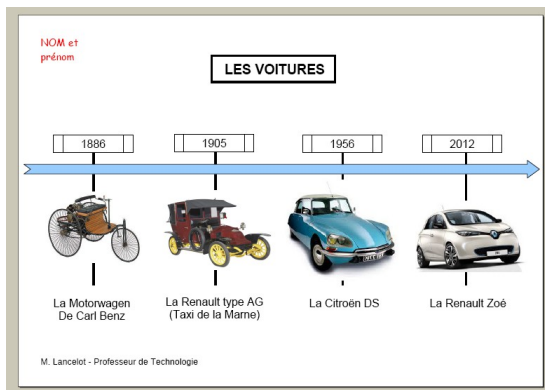 NOM et
prénom
LES VOITURES
1886
1905
1956
2012
La Motorwagen
De Carl Benz
La Renault type AG
(Taxi de la Marne)
La Citroën DS
La Renault Zoé
M. Lancelot - Professeur de Technologie